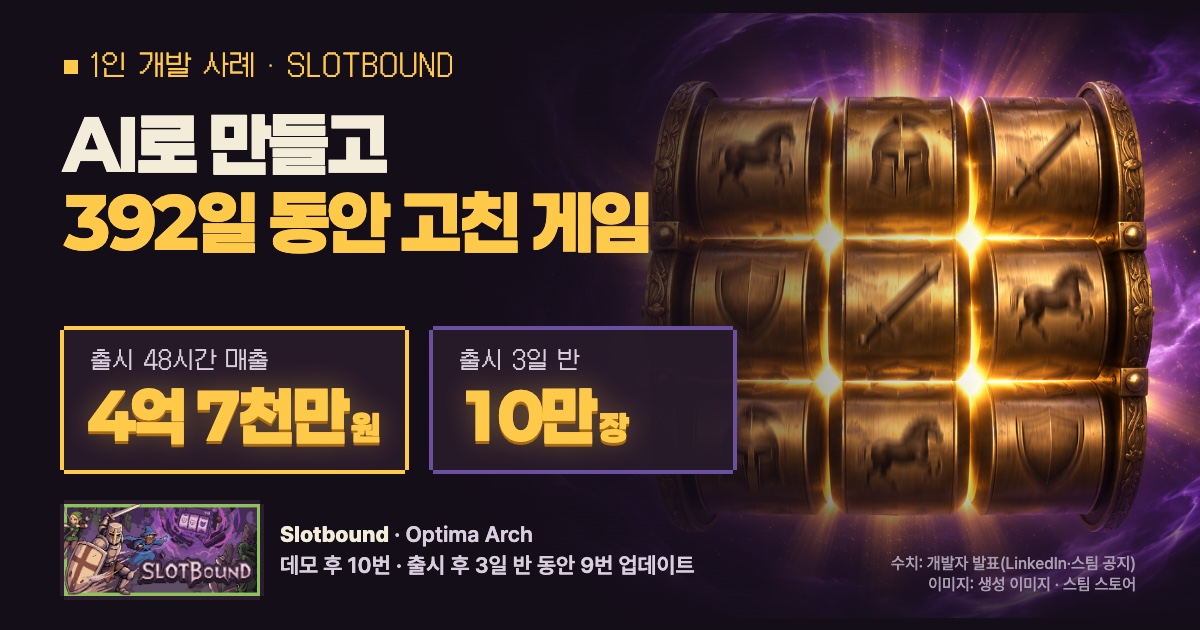 1인 개발 사례 · SLOTBOUND
AI로 만들고
392일 동안 고친 게임
출시 48시간 매출
4억 7천만원
출시 3일 반
10만장
SLOTBOUND
Slotbound · Optima Arch
데모 후 10번 · 출시 후 3일 반 동안 9번 업데이트
수치: 개발자 발표(LinkedIn·스팀 공지)
이미지: 생성 이미지 · 스팀 스토어